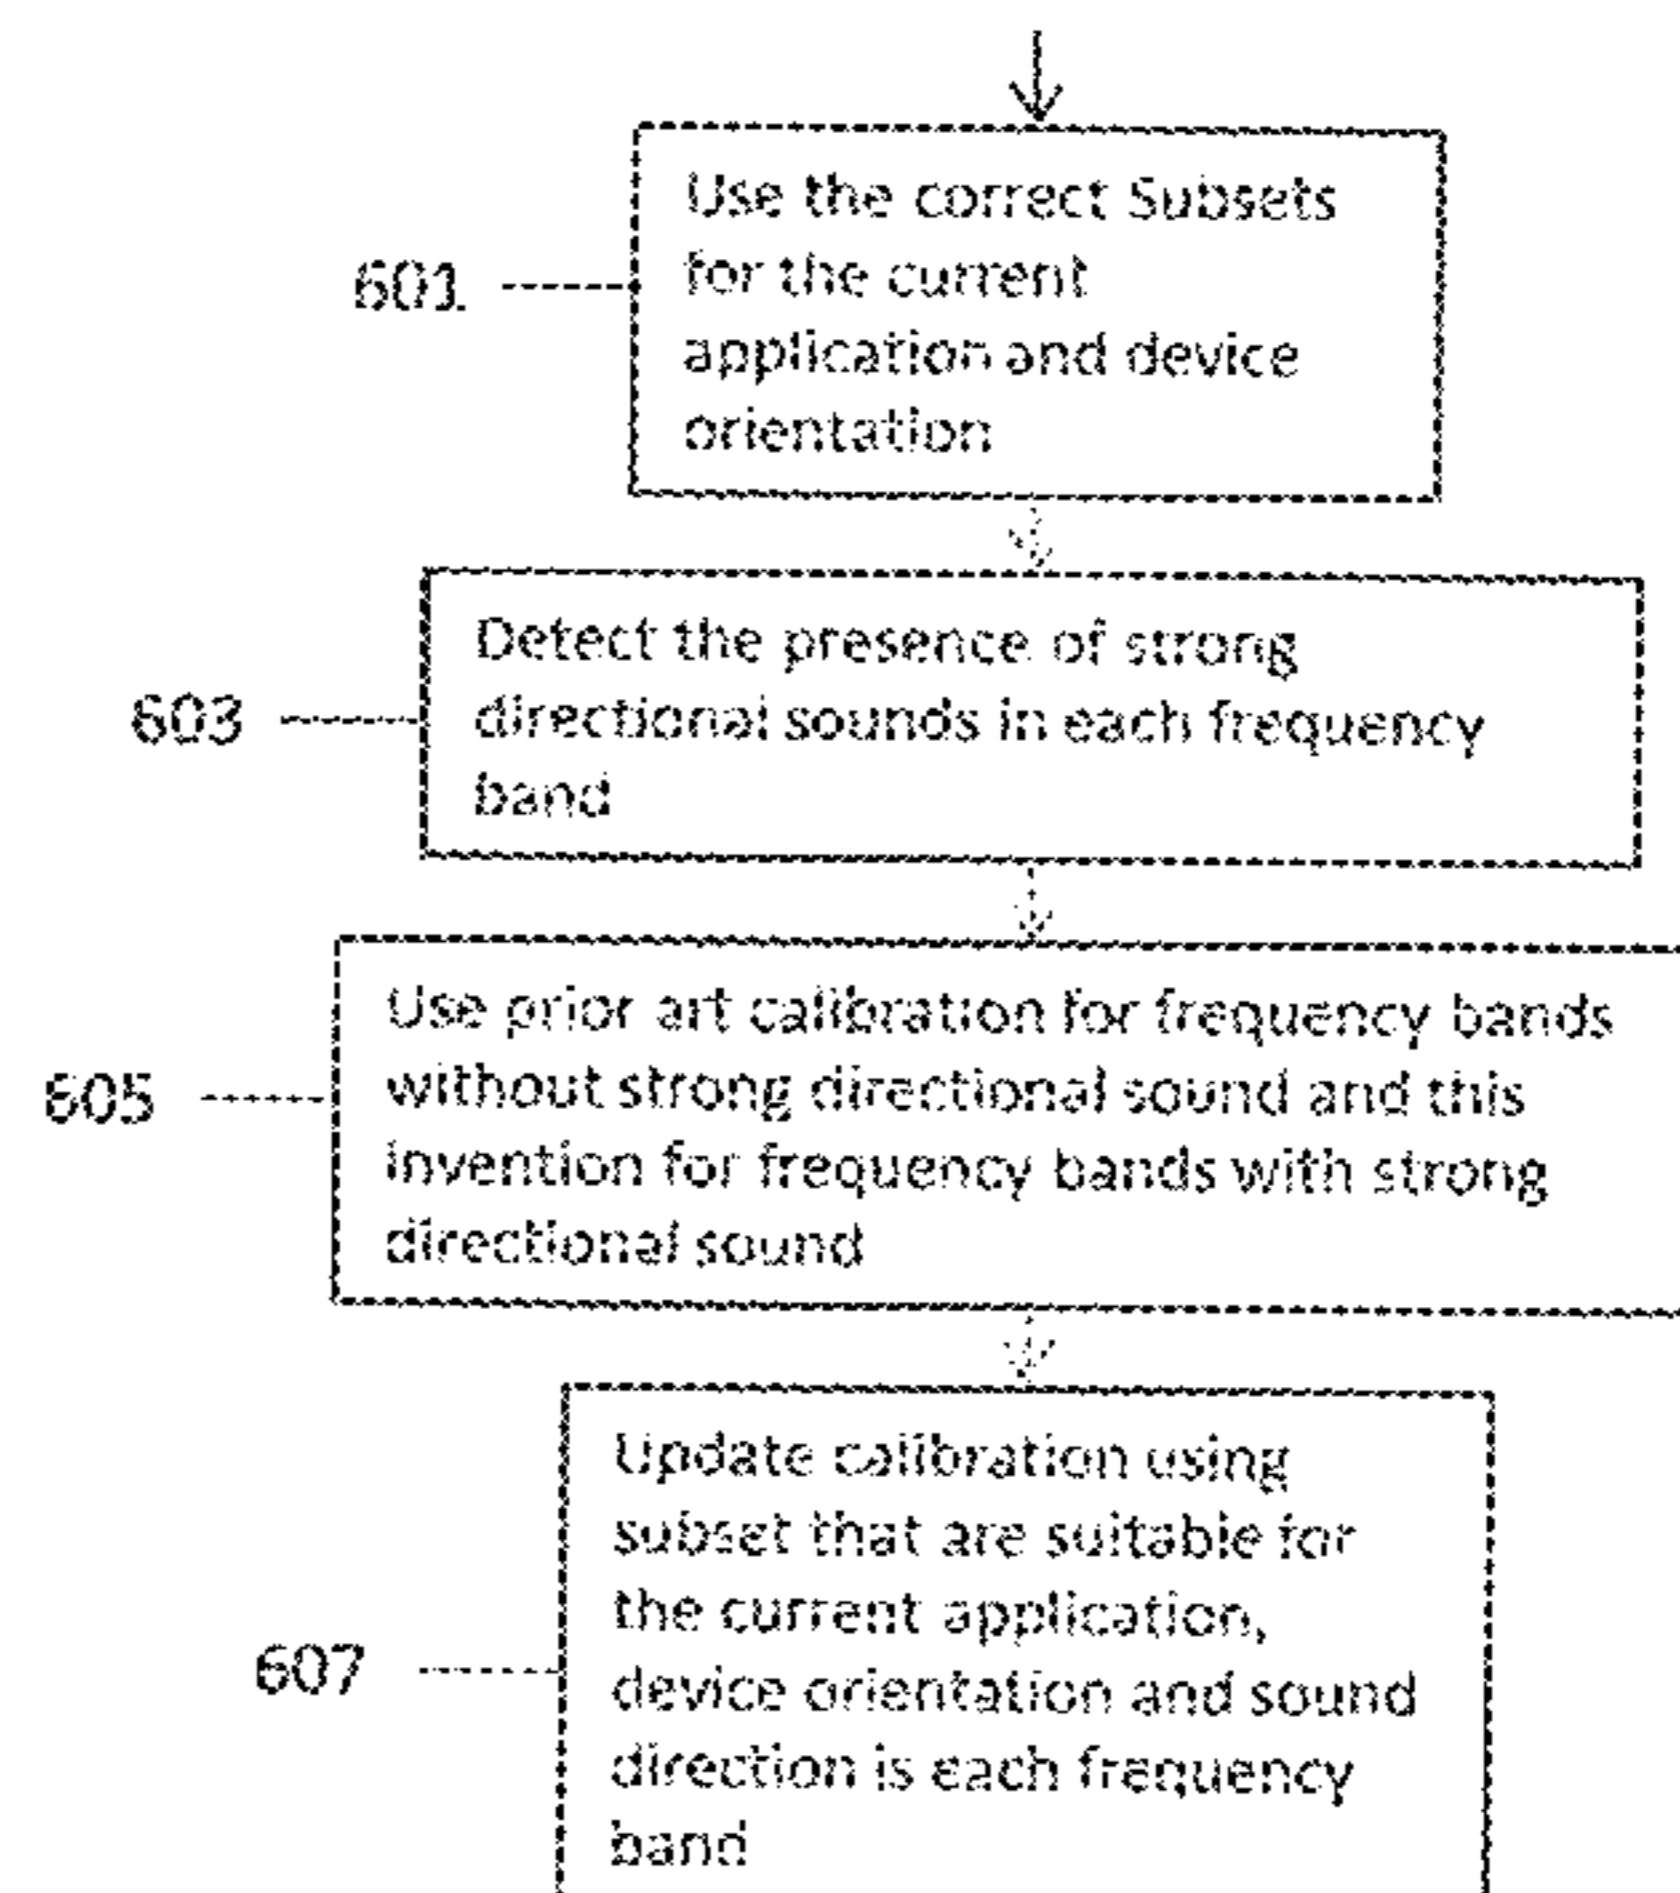 Use the correct Subsets
for the current
application and device
orientation
601
Detect the presence of strong
directional sounds in each frequency
band
603
Use prior art calibration for frequency bands
without strong directional sound and this
invention for frequency bands with strong
directional sound
605
Update calibration using
subset that are suitable for
the current application,
device orientation and sound
direction is each frequency
band
607